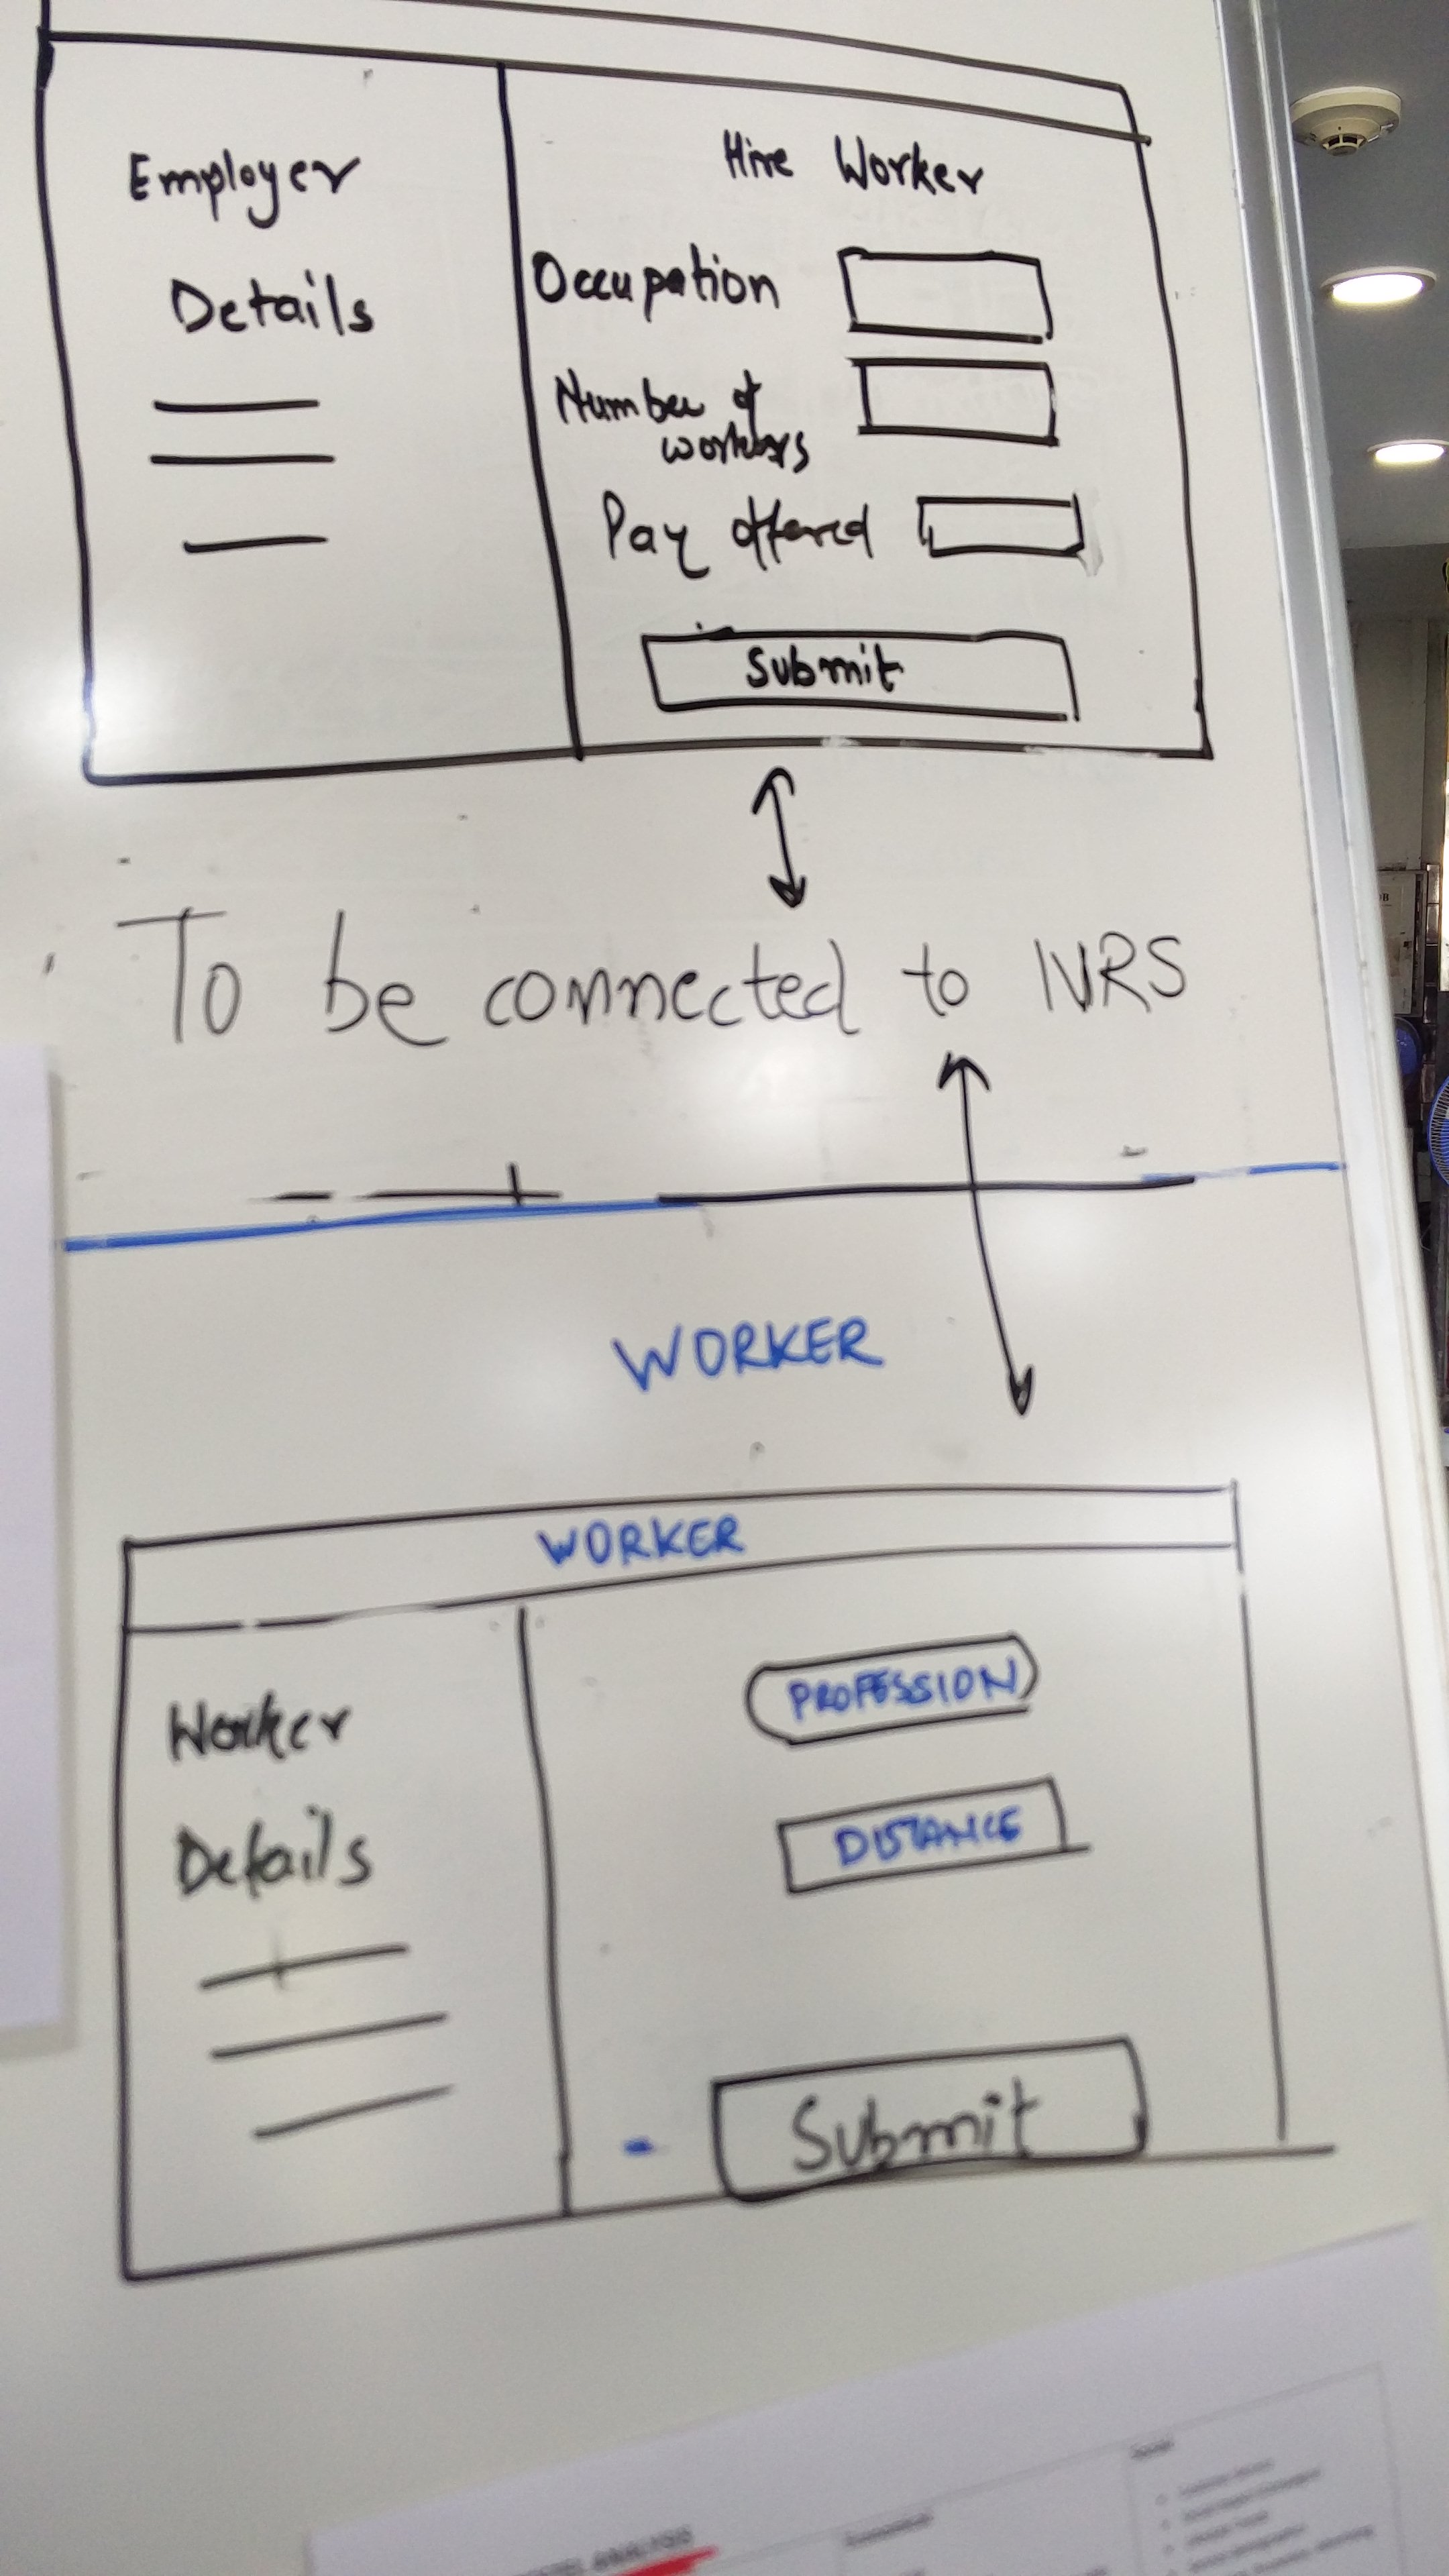 Employer
Details
Hire Worker
Occupation
Number of
workers
Pay offered
Submit
To be connected to IVRS
WORKER
WORKER
Worker
Details
PROFESSION
DISTANCE
Submit
ANALYSIS